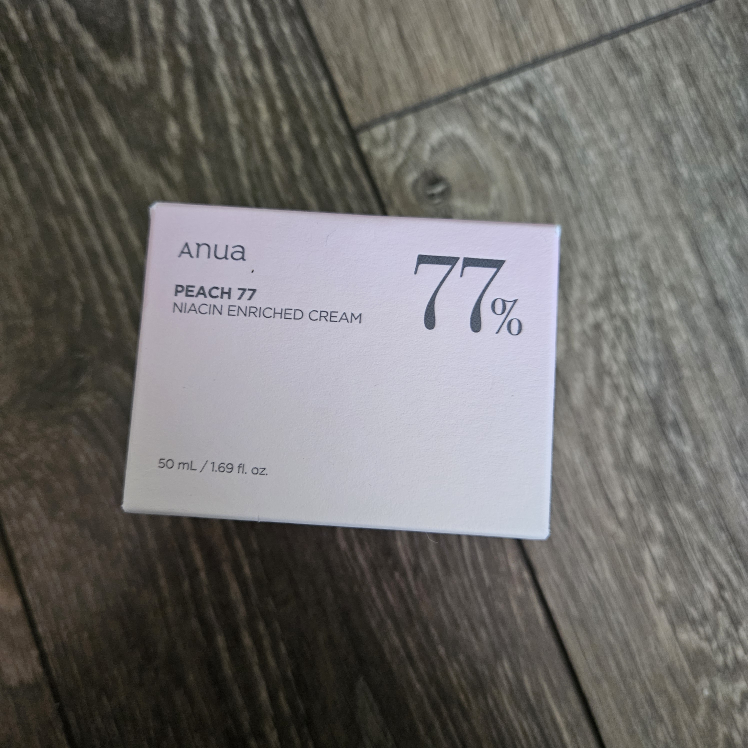 Anua
PEACH 77
NIACIN ENRICHED CREAM
77%
50 mL / 1.69 fl. oz.